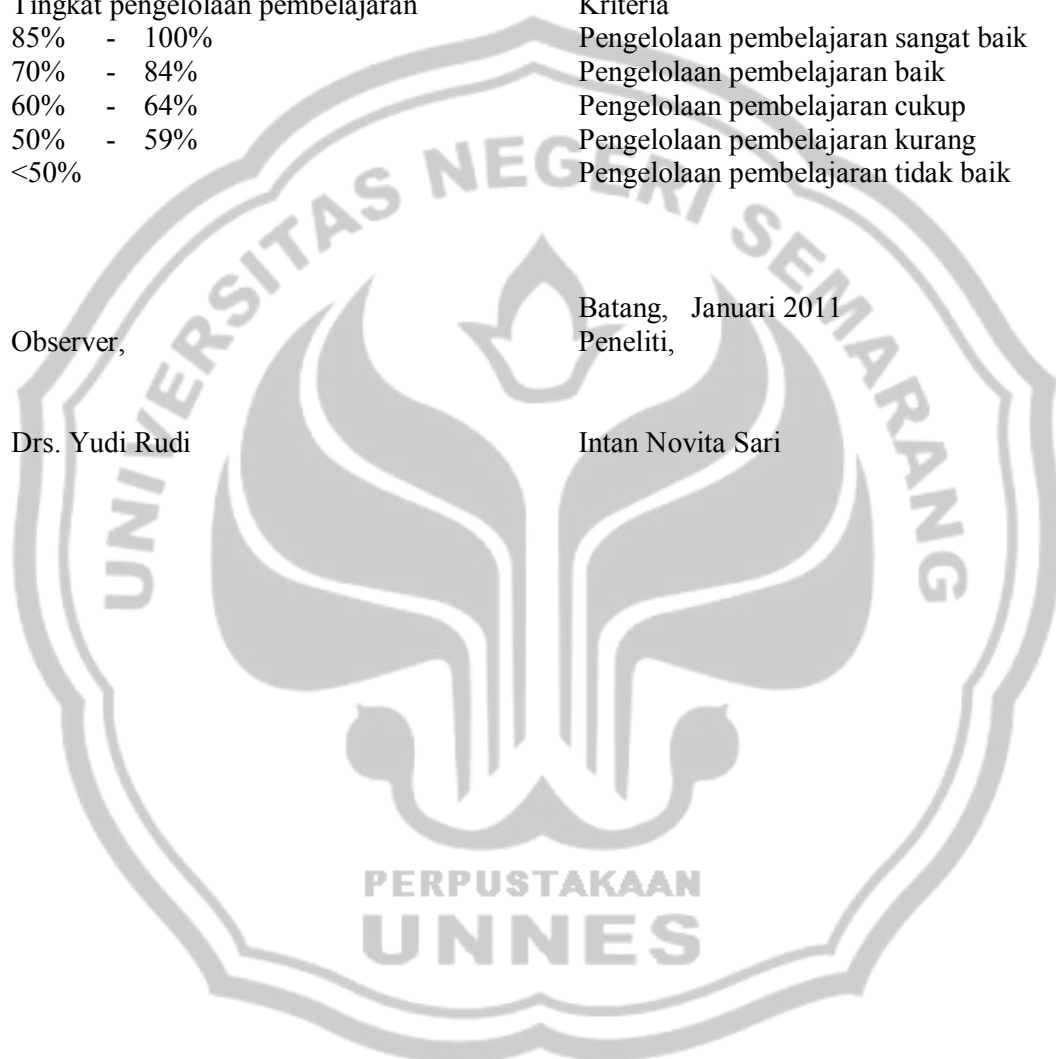 Tingkat pengelolaan pembelajaran Kriteria
85% - 100% Pengelolaan pembelajaran sangat baik
70% - 84% Pengelolaan pembelajaran baik
60% - 64% Pengelolaan pembelajaran cukup
50% - 59% Pengelolaan pembelajaran kurang
<50% Pengelolaan pembelajaran tidak baik
UNIVERSITAS NEGERI SEMARANG
Batang, Januari 2011
Observer, Peneliti,
Drs. Yudi Rudi Intan Novita Sari
PERPUSTAKAAN
UNNES